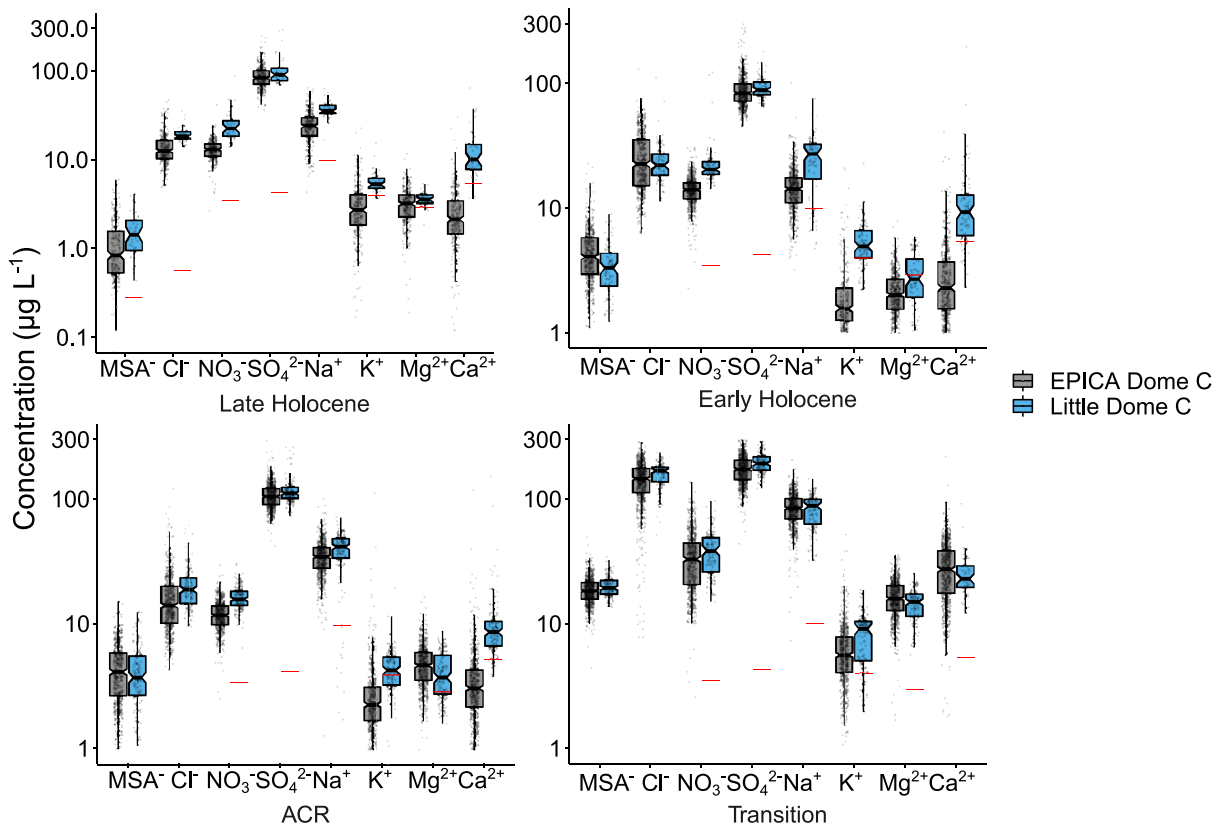 Concentration (µg L⁻¹)
300.0
100.0
10.0
1.0
0.1
MSA⁻ Cl⁻ NO₃⁻ SO₄²⁻ Na⁺ K⁺ Mg²⁺ Ca²⁺
Late Holocene
300
100
10
1
MSA⁻ Cl⁻ NO₃⁻ SO₄²⁻ Na⁺ K⁺ Mg²⁺ Ca²⁺
Early Holocene
EPICA Dome C
Little Dome C
300
100
10
1
MSA⁻ Cl⁻ NO₃⁻ SO₄²⁻ Na⁺ K⁺ Mg²⁺ Ca²⁺
ACR
300
100
10
1
MSA⁻ Cl⁻ NO₃⁻ SO₄²⁻ Na⁺ K⁺ Mg²⁺ Ca²⁺
Transition